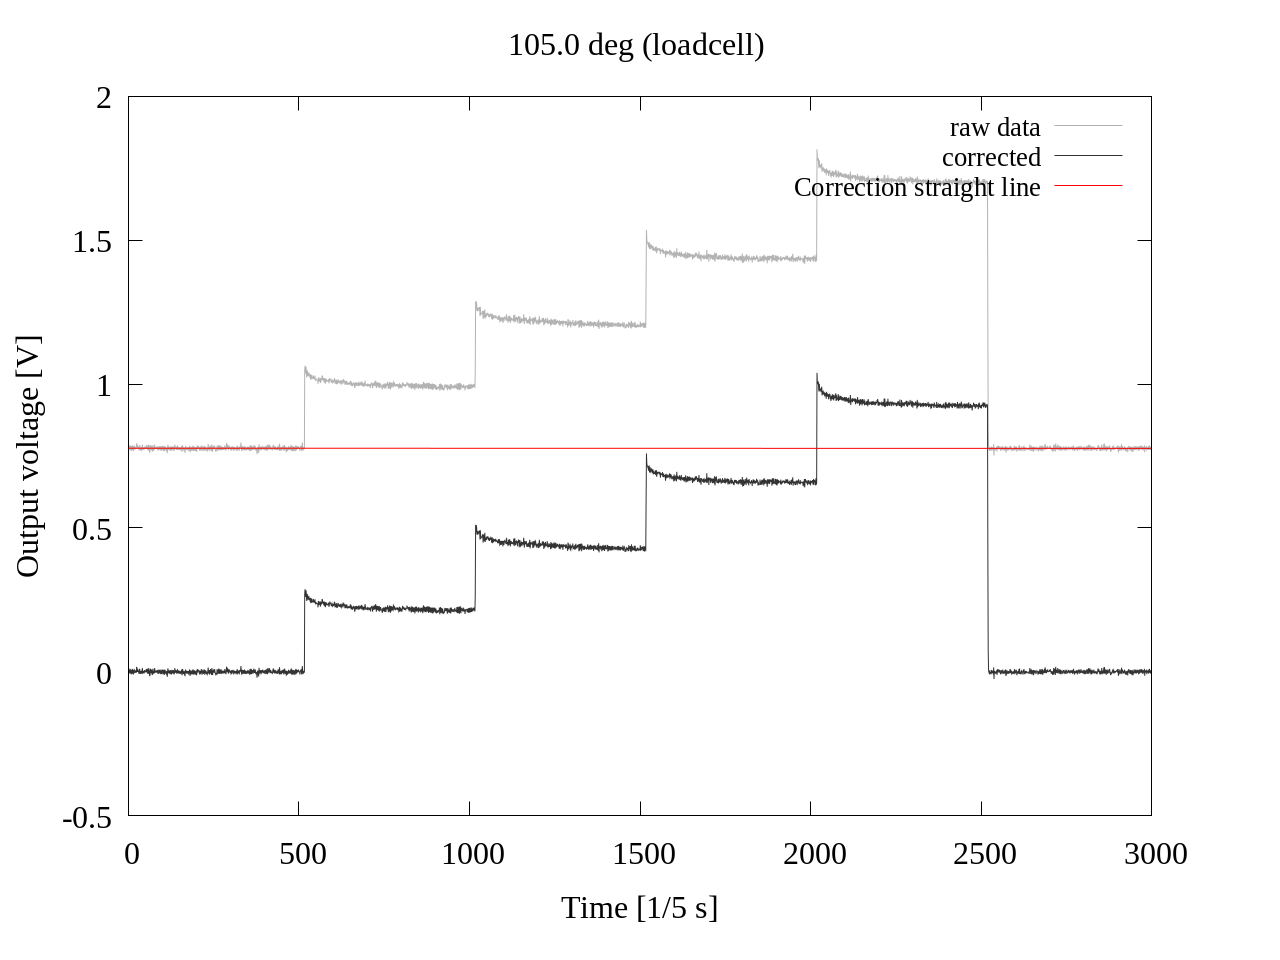 105.0 deg (loadcell)
2
1.5
1
0.5
0
-0.5
Output voltage [V]
raw data
corrected
Correction straight line
0 500 1000 1500 2000 2500 3000
Time [1/5 s]